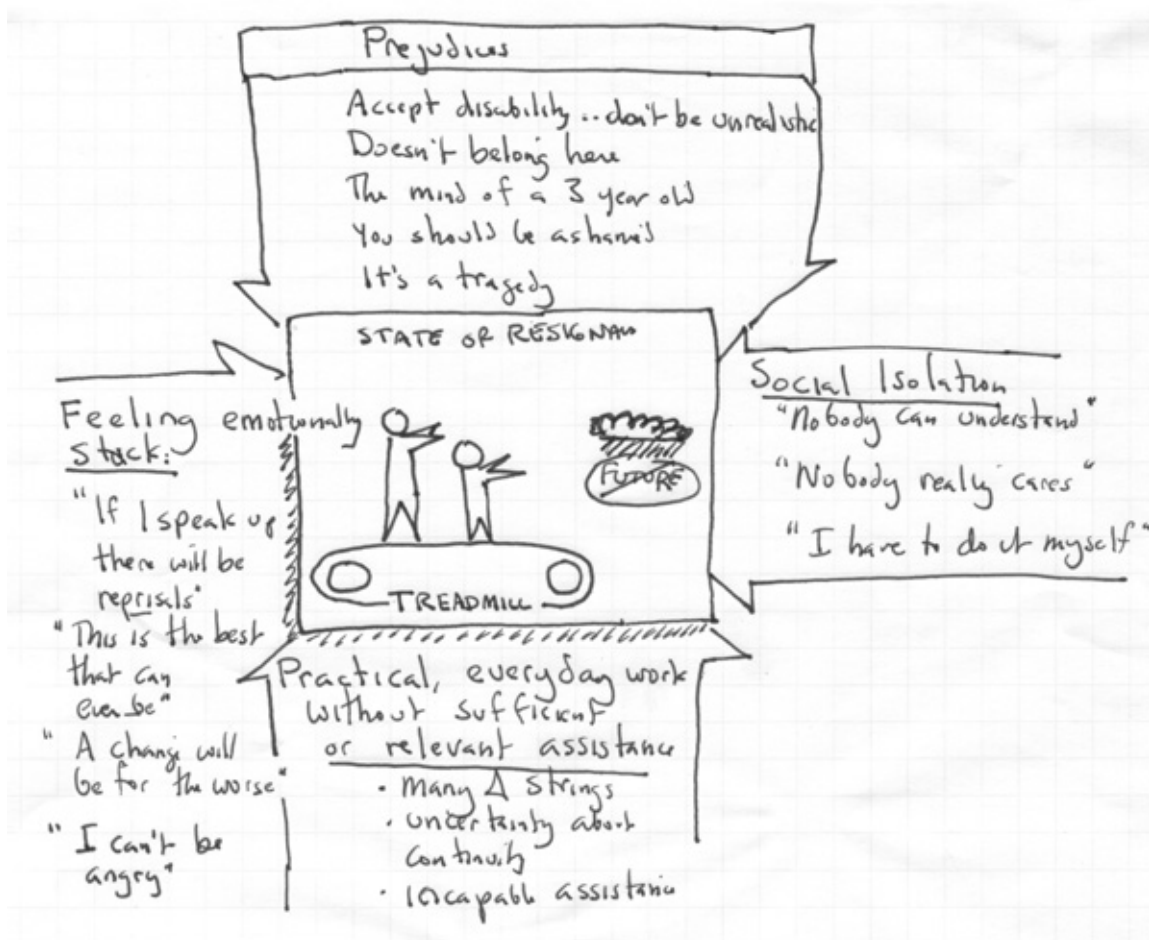 Prejudices
Accept disability .. don't be unrealistic
Doesn't belong here
The mind of a 3 year old
You should be ashamed
It's a tragedy
STATE OF
FUTURE
TREADMILL
Feeling emotionally
stuck:
"If I speak up
there will be
reprisals"
"This is the best
that can
ever be"
"A change will
be for the worse"
"I can't be
angry"
Social Isolation
"Nobody can understand"
"Nobody really cares"
"I have to do it myself"
Practical, everyday work
without sufficient
or relevant assistance
· Many Δ strings
· uncertainty about
continuity
· incapable assistance